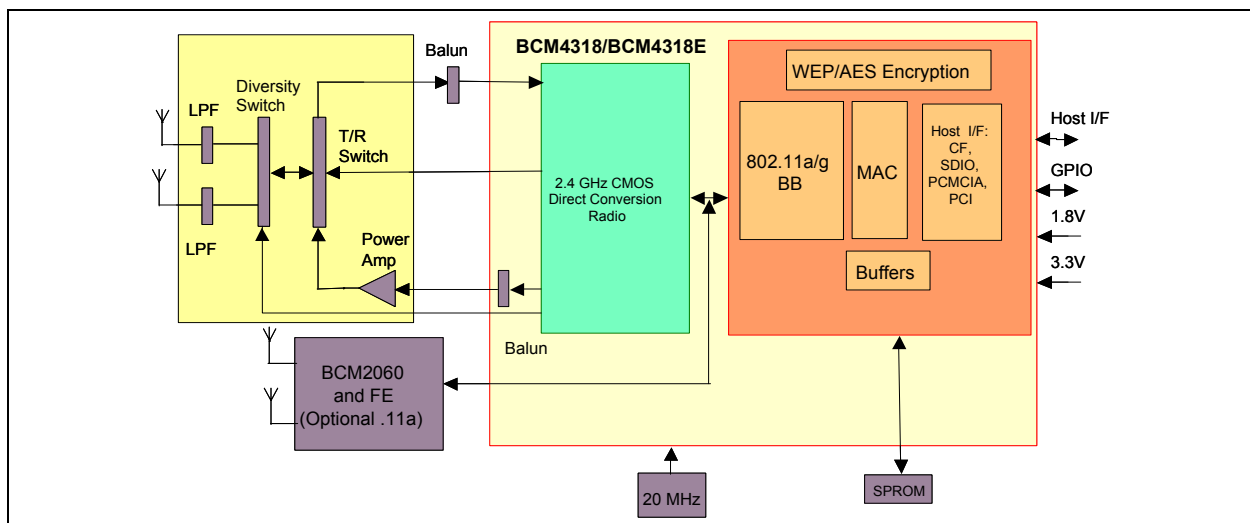 BCM4318/BCM4318E
Balun
WEP/AES Encryption
Diversity
Switch
LPF
T/R
Switch
Host I/F
Host I/F:
CF,
SDIO,
PCMCIA,
PCI
802.11a/g
BB
MAC
GPIO
2.4 GHz CMOS
Direct Conversion
Radio
1.8V
LPF
Power
Amp
3.3V
Buffers
Balun
BCM2060
and FE
(Optional .11a)
20 MHz
SPROM